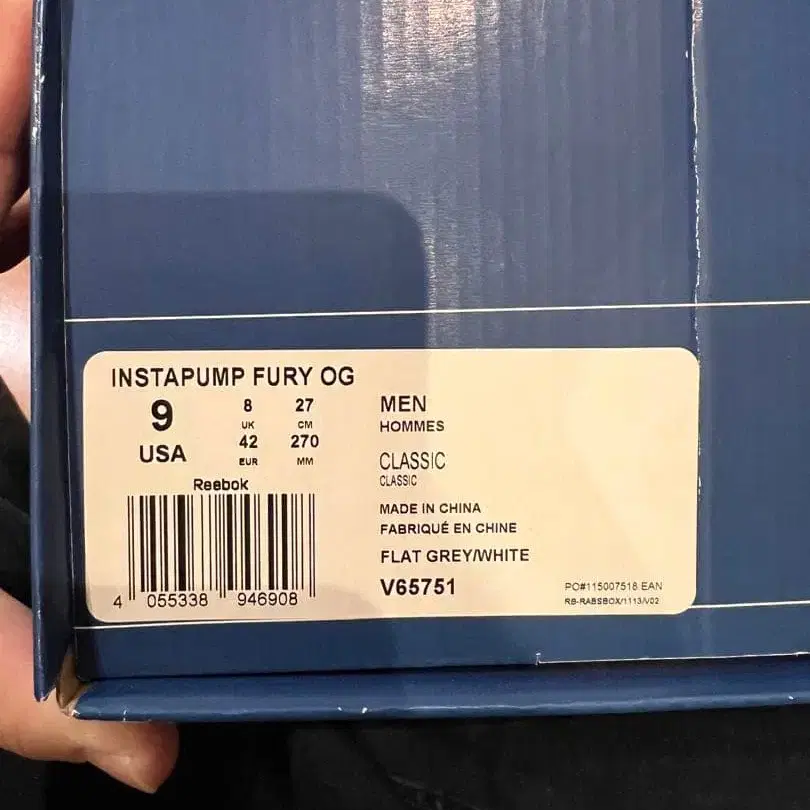 INSTAPUMP FURY OG
9
USA
8
UK
42
EUR
27
CM
270
MM
MEN
HOMMES
CLASSIC
CLASSIC
Reebok
MADE IN CHINA
FABRIQUÉ EN CHINE
FLAT GREY/WHITE
V65751
4 055338 946908
PO#115007518 EAN
RB-RABSBOX/1113/V02